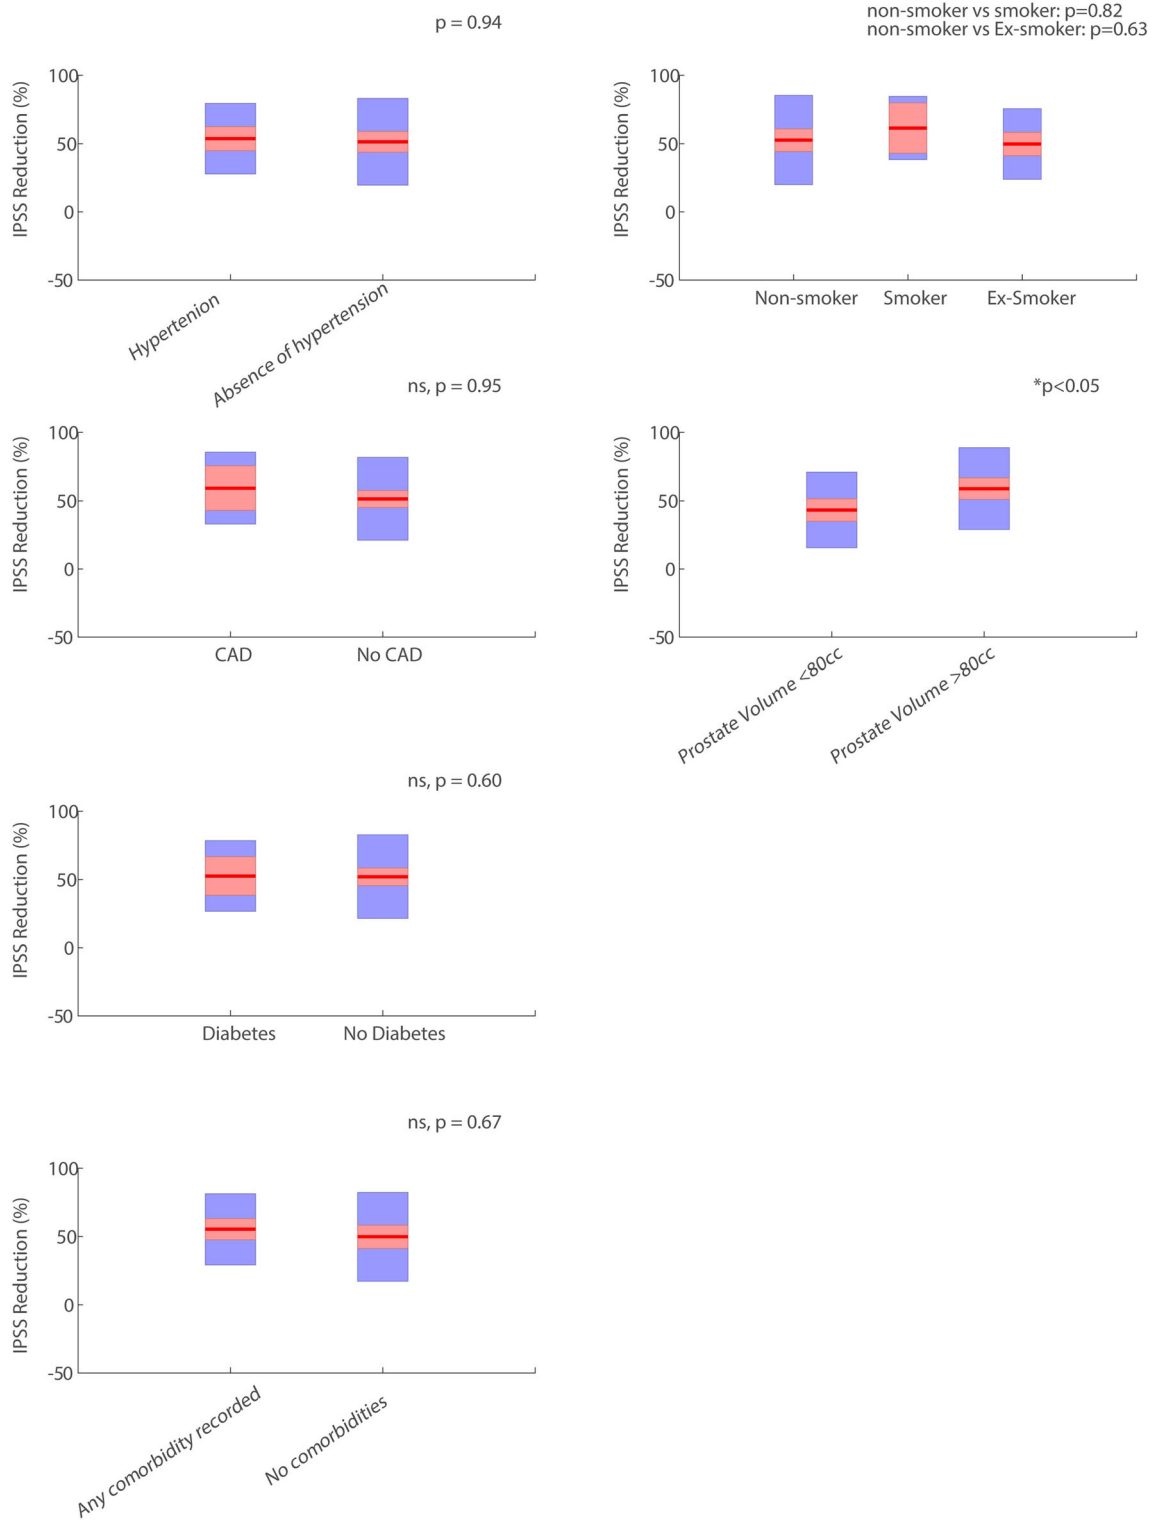 p = 0.94
IPSS Reduction (%)
100
50
0
-50
Hypertenion
Absence of hypertension
non-smoker vs smoker: p=0.82
non-smoker vs Ex-smoker: p=0.63
IPSS Reduction (%)
100
50
0
-50
Non-smoker Smoker Ex-Smoker
ns, p = 0.95
IPSS Reduction (%)
100
50
0
-50
CAD No CAD
*p<0.05
IPSS Reduction (%)
100
50
0
-50
Prostate Volume <80cc
Prostate Volume >80cc
ns, p = 0.60
IPSS Reduction (%)
100
50
0
-50
Diabetes No Diabetes
ns, p = 0.67
IPSS Reduction (%)
100
50
0
-50
Any comorbidity recorded
No comorbidities